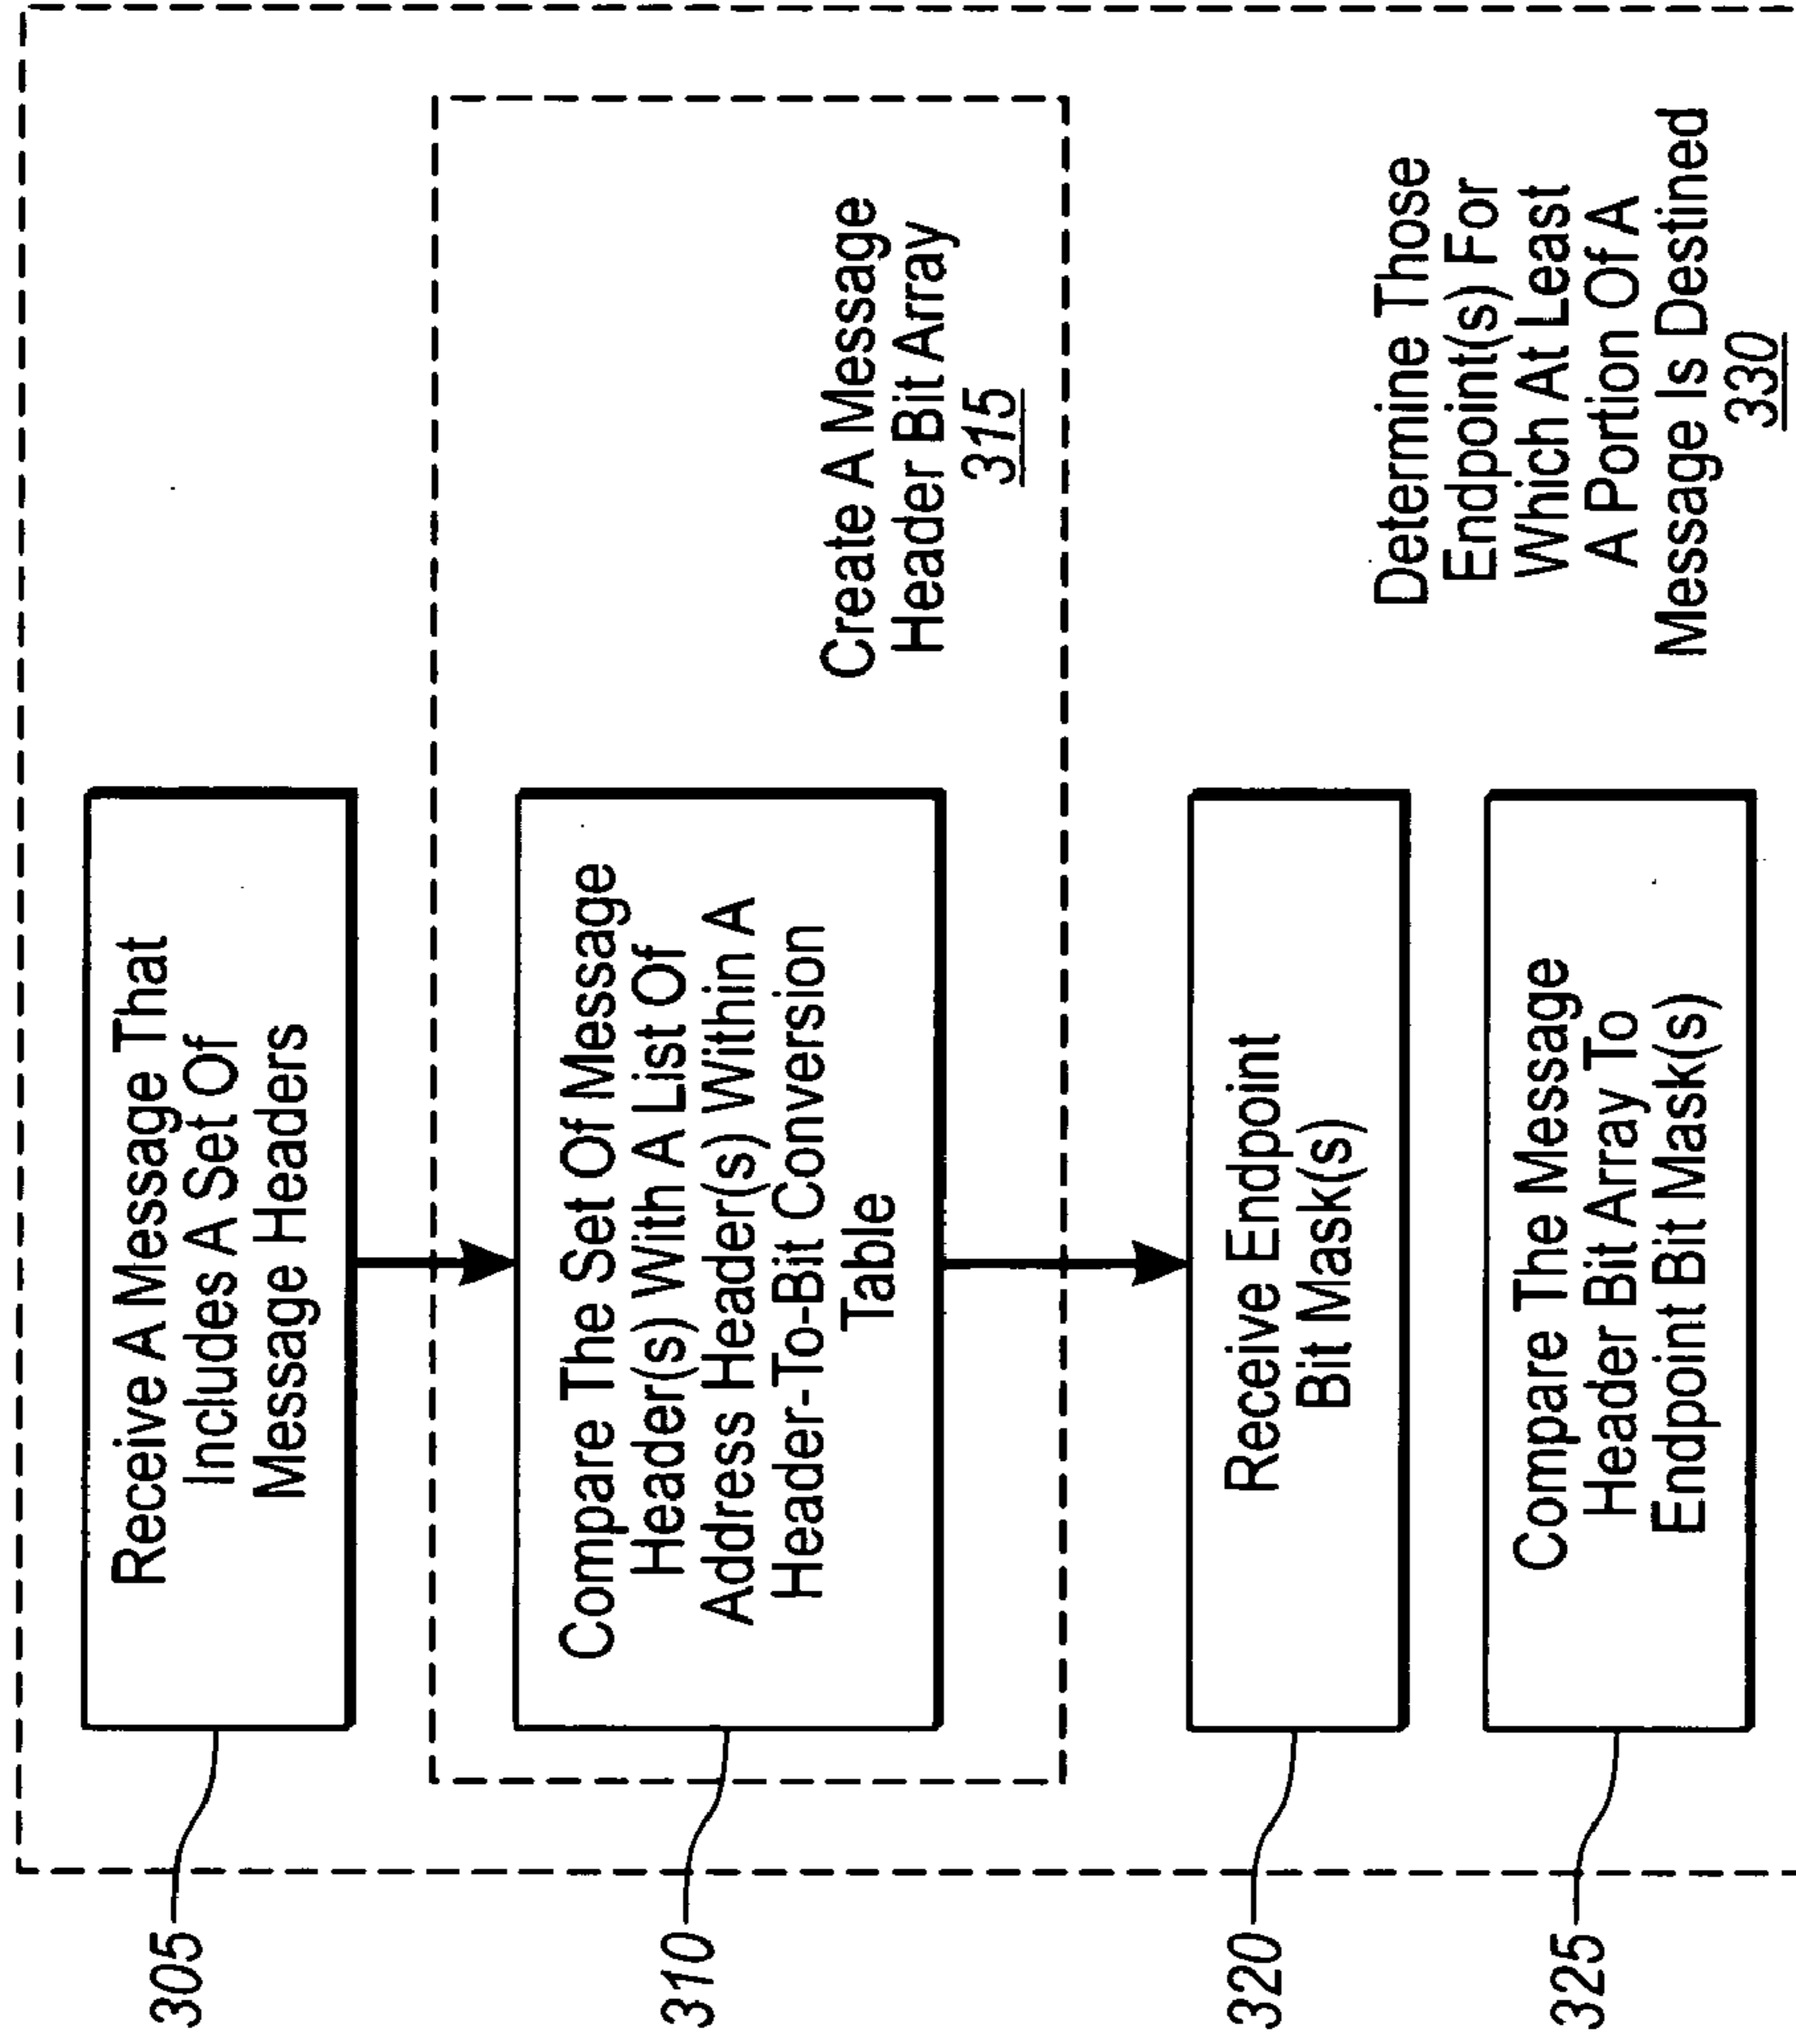 305
Receive A Message That
Includes A Set Of
Message Headers
310
Compare The Set Of Message
Header(s) With A List Of
Address Header(s) Within A
Header-To-Bit Conversion
Table
Create A Message
Header Bit Array
315
320
Receive Endpoint
Bit Mask(s)
325
Compare The Message
Header Bit Array To
Endpoint Bit Mask(s)
Determine Those
Endpoint(s) For
Which At Least
A Portion Of A
Message Is Destined
330